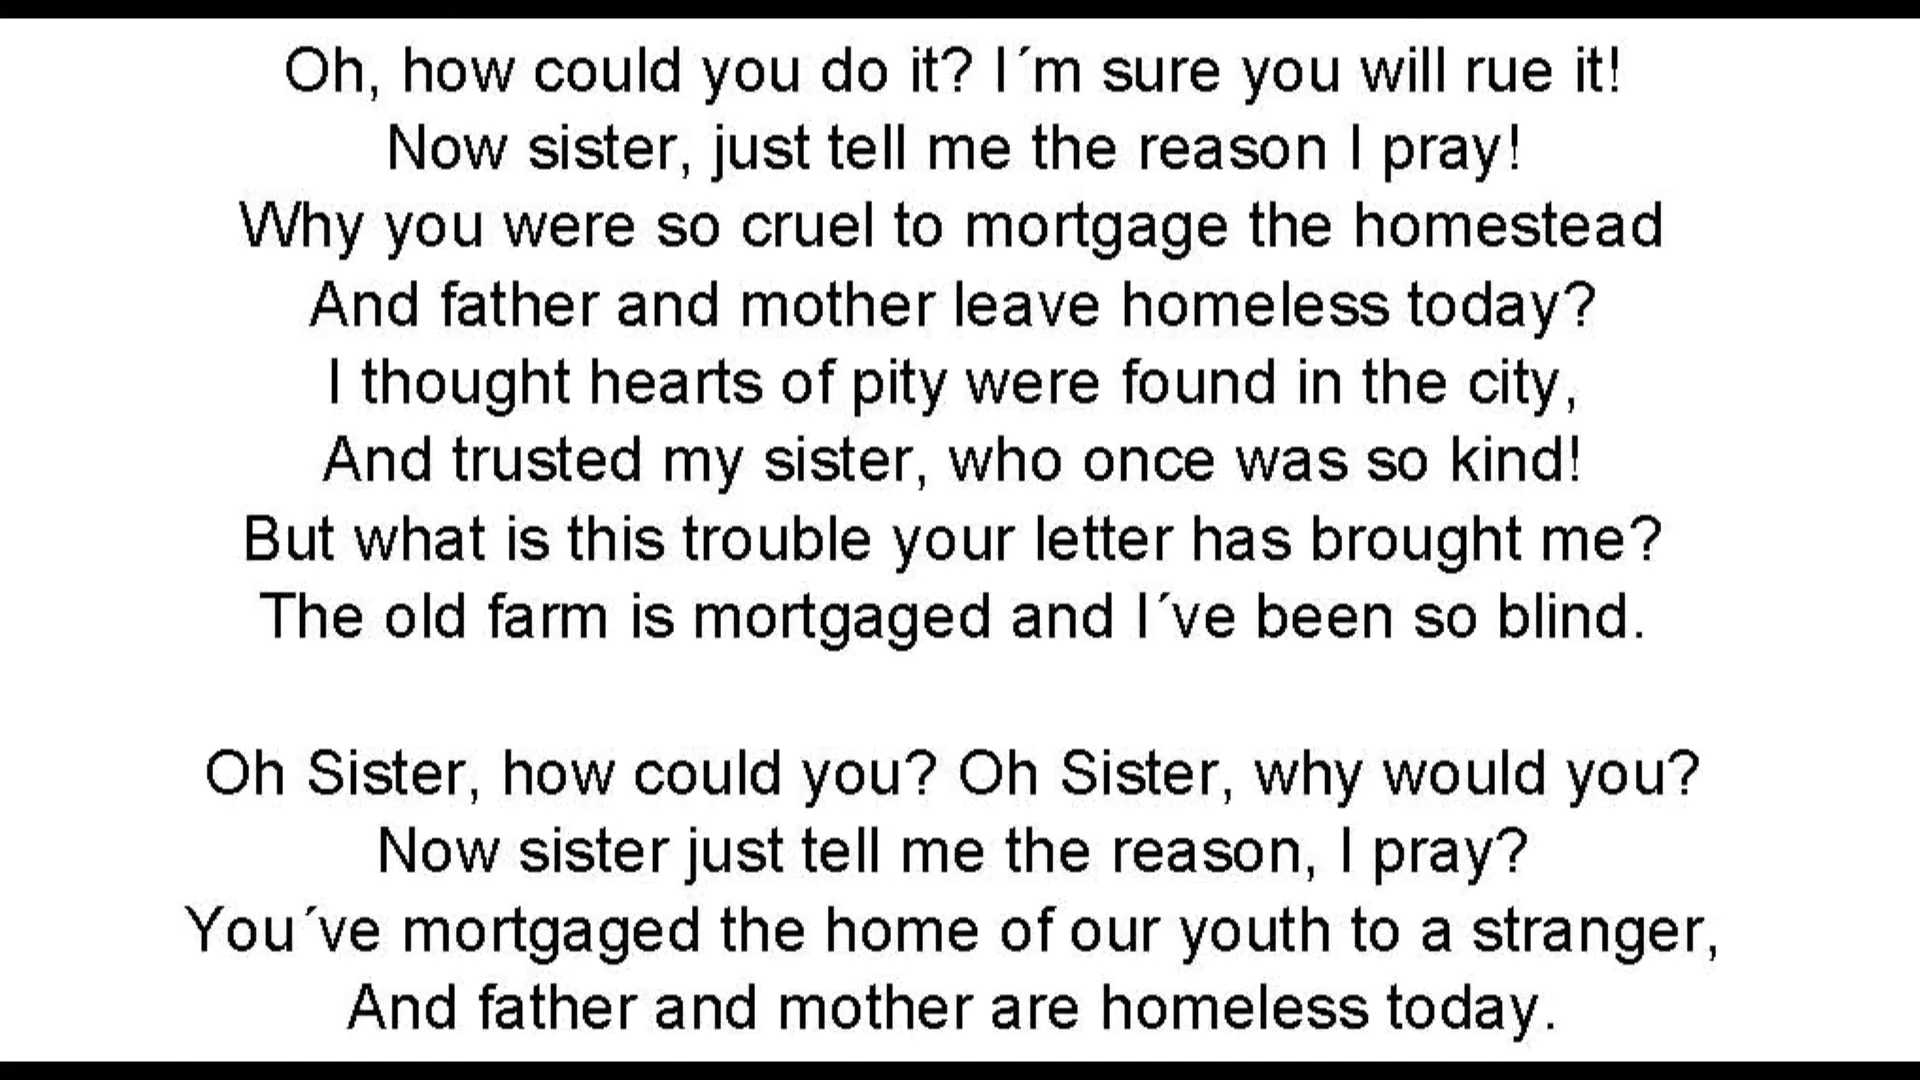 Oh, how could you do it? I´m sure you will rue it!
Now sister, just tell me the reason I pray!
Why you were so cruel to mortgage the homestead
And father and mother leave homeless today?
I thought hearts of pity were found in the city,
And trusted my sister, who once was so kind!
But what is this trouble your letter has brought me?
The old farm is mortgaged and I´ve been so blind.
Oh Sister, how could you? Oh Sister, why would you?
Now sister just tell me the reason, I pray?
You´ve mortgaged the home of our youth to a stranger,
And father and mother are homeless today.